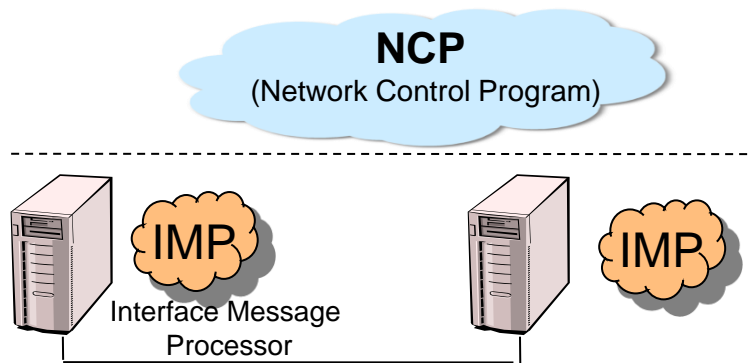 NCP
(Network Control Program)
IMP
IMP
Interface Message
Processor